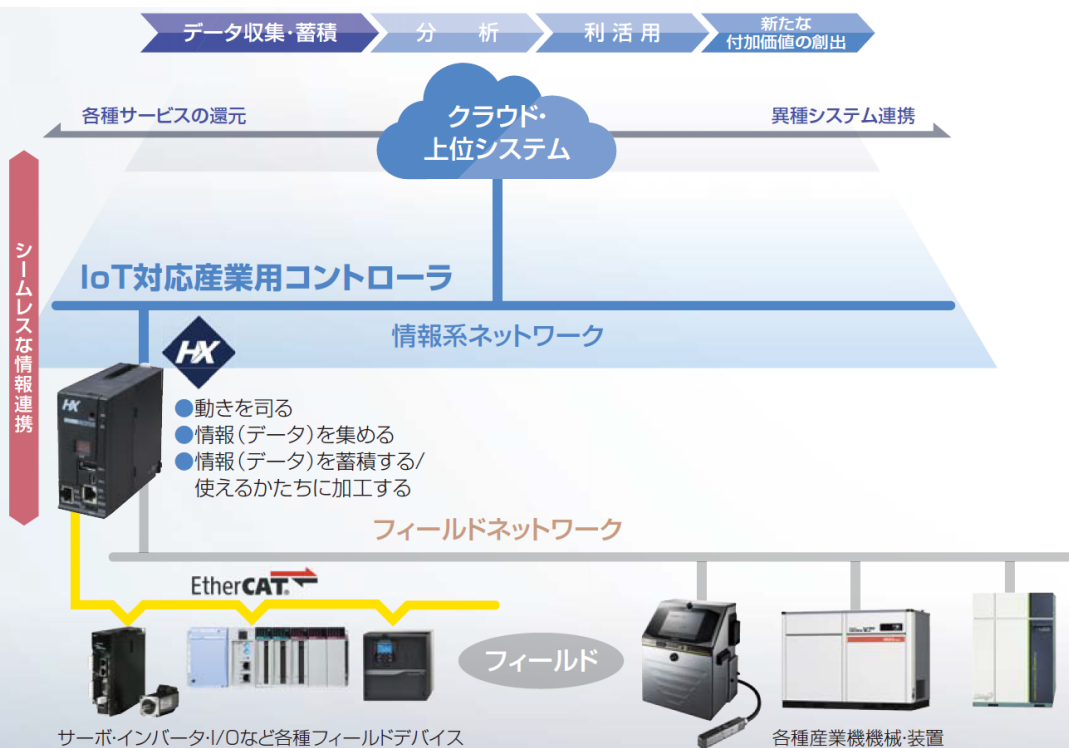 データ収集・蓄積
分析
利活用
新たな
付加価値の創出
各種サービスの還元
クラウド・
上位システム
異種システム連携
シームレスな情報連携
IoT対応産業用コントローラ
情報系ネットワーク
HX
HX
●動きを司る
●情報(データ)を集める
●情報(データ)を蓄積する/
使えるかたちに加工する
フィールドネットワーク
EtherCAT®
フィールド
サーボ・インバータ・I/Oなど各種フィールドデバイス
各種産業機機械・装置